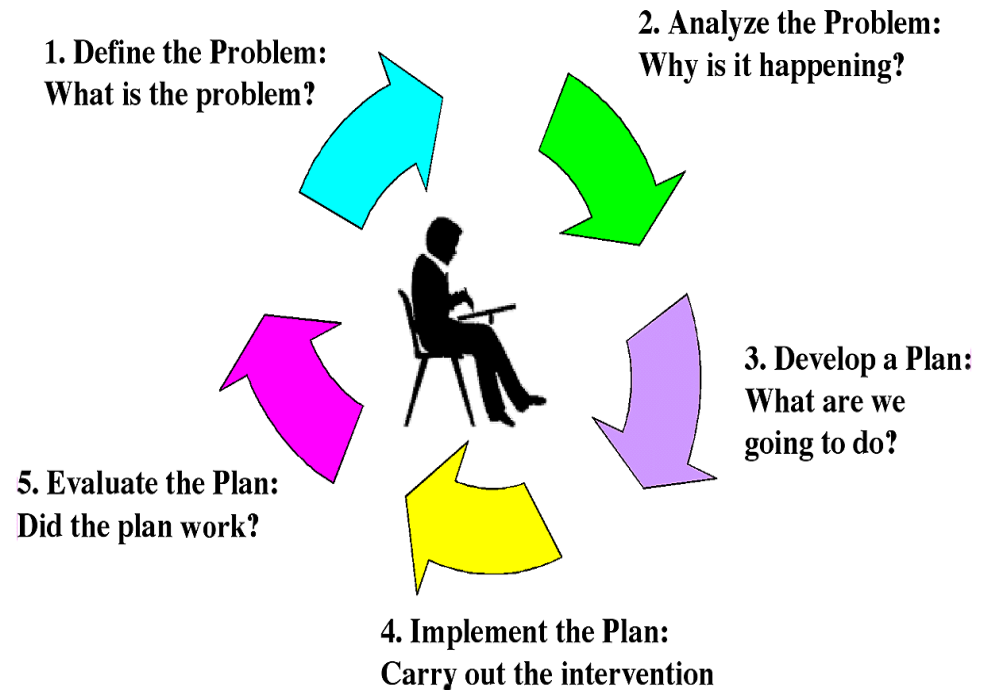 1. Define the Problem:
What is the problem?
2. Analyze the Problem:
Why is it happening?
3. Develop a Plan:
What are we
going to do?
4. Implement the Plan:
Carry out the intervention
5. Evaluate the Plan:
Did the plan work?